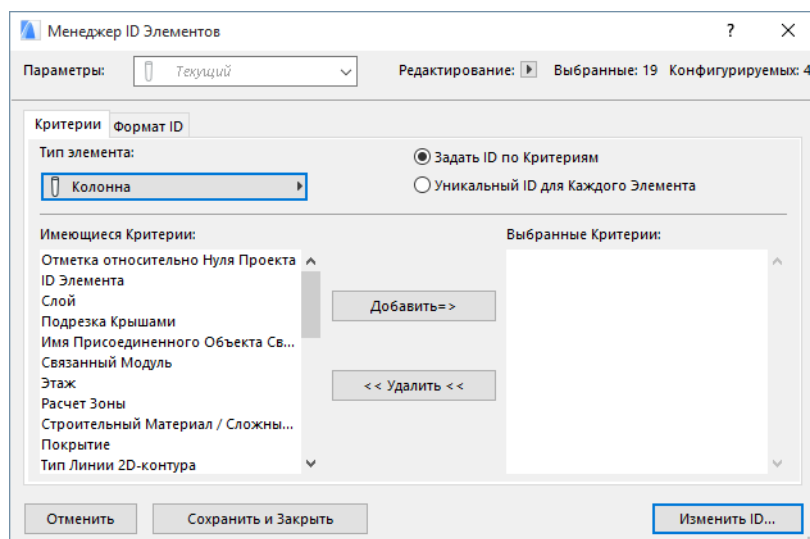 Менеджер ID Элементов ?
Параметры: Текущий Редактирование: Выбранные: 19 Конфигурируемых: 4
Критерии Формат ID
Тип элемента:
Задать ID по Критериям
Колонна
Уникальный ID для Каждого Элемента
Имеющиеся Критерии: Выбранные Критерии:
Отметка относительно Нуля Проекта
ID Элемента
Слой
Добавить=>
Подрезка Крышами
Имя Присоединенного Объекта Св...
Связанный Модуль
Этаж
<< Удалить <<
Расчет Зоны
Строительный Материал / Сложны...
Покрытие
Тип Линии 2D-контура
Отменить Сохранить и Закрыть Изменить ID...